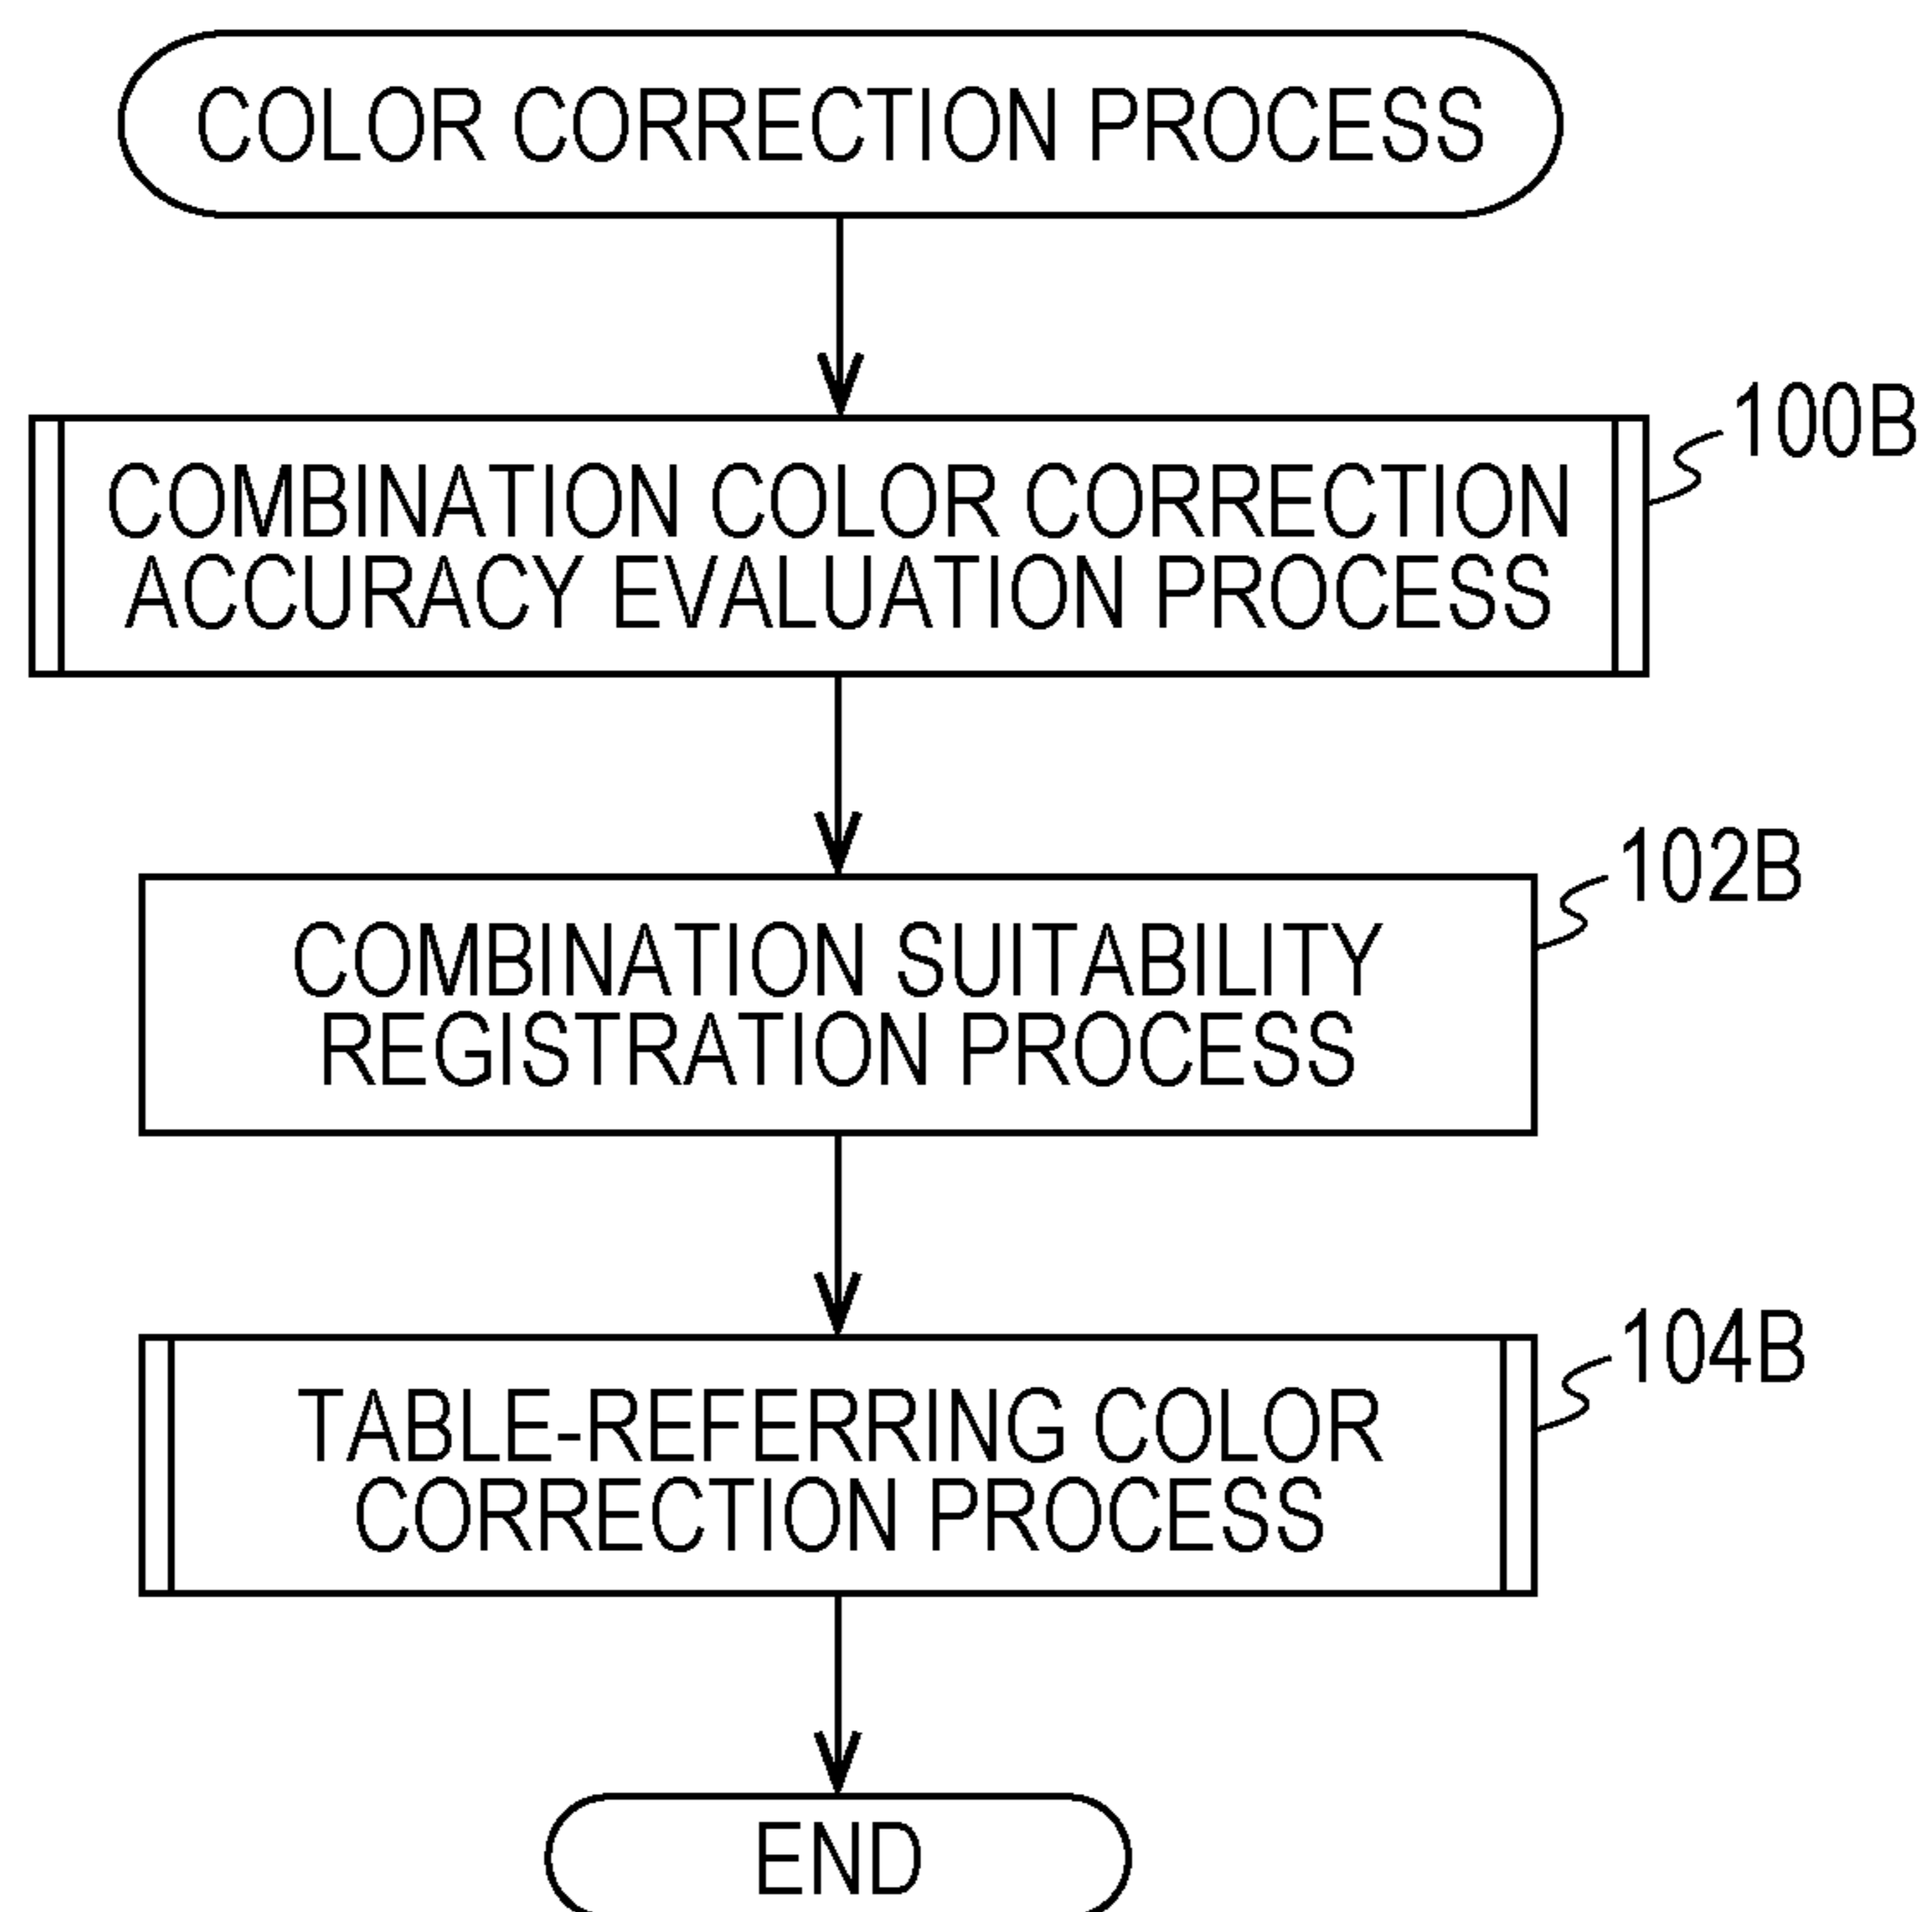 COLOR CORRECTION PROCESS
100B
COMBINATION COLOR CORRECTION
ACCURACY EVALUATION PROCESS
102B
COMBINATION SUITABILITY
REGISTRATION PROCESS
104B
TABLE-REFERRING COLOR
CORRECTION PROCESS
END